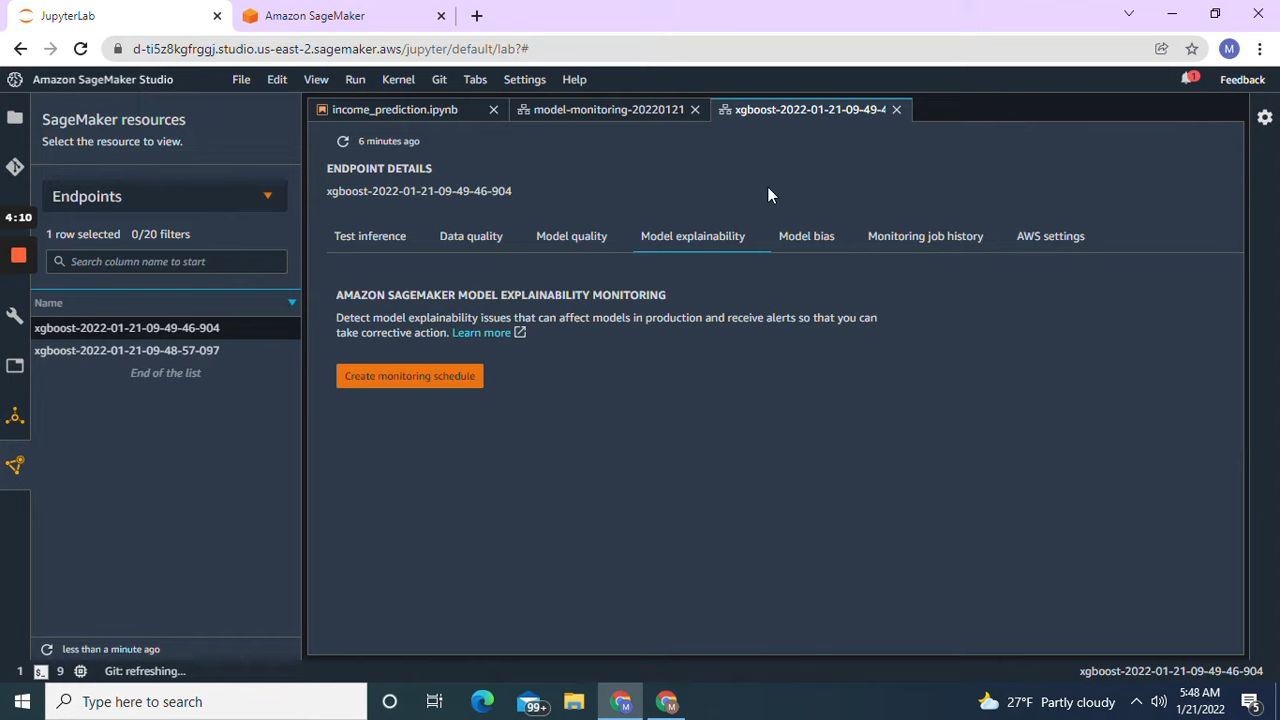 JupyterLab
Amazon SageMaker
d-ti5z8kgfrggj.studio.us-east-2.sagemaker.aws/jupyter/default/lab?#
M
Amazon SageMaker Studio File Edit View Run Kernel Git Tabs Settings Help 1 Feedback
SageMaker resources
Select the resource to view.
Endpoints
4:10
1 row selected 0/20 filters
Search column name to start
Name
xgboost-2022-01-21-09-49-46-904
xgboost-2022-01-21-09-48-57-097
End of the list
less than a minute ago
income_prediction.ipynb model-monitoring-20220121 xgboost-2022-01-21-09-49-4
6 minutes ago
ENDPOINT DETAILS
xgboost-2022-01-21-09-49-46-904
Test inference Data quality Model quality Model explainability Model bias Monitoring job history AWS settings
AMAZON SAGEMAKER MODEL EXPLAINABILITY MONITORING
Detect model explainability issues that can affect models in production and receive alerts so that you can
take corrective action. Learn more
Create monitoring schedule
1 $_ 9 Git: refreshing... xgboost-2022-01-21-09-49-46-904
Type here to search
99+
M
27°F Partly cloudy
5:48 AM
1/21/2022
5